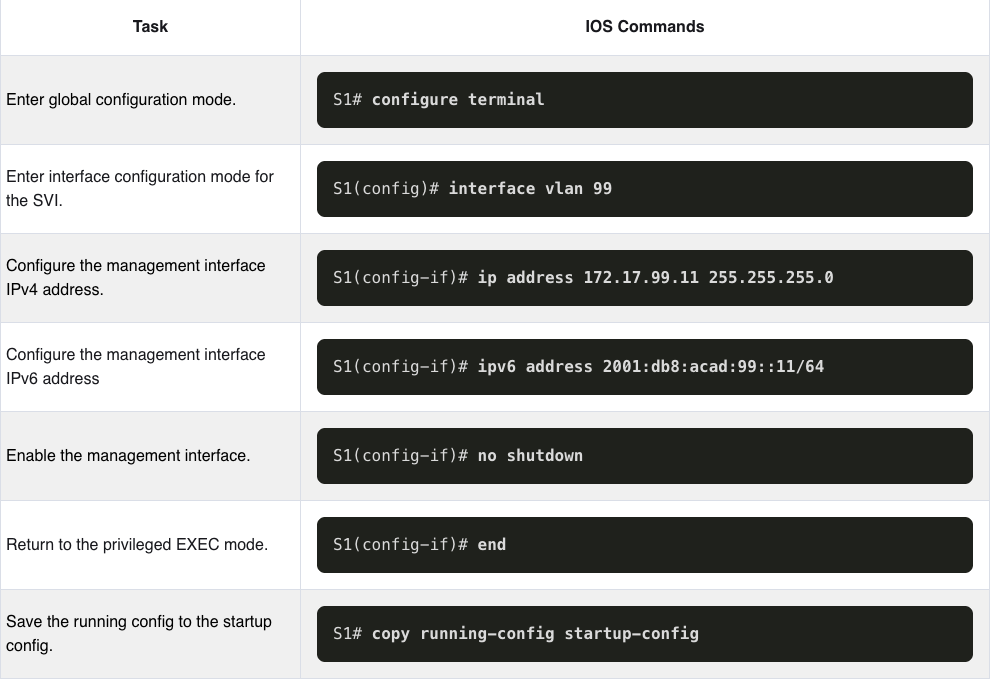 Task
IOS Commands
Enter global configuration mode.
S1# configure terminal
Enter interface configuration mode for
the SVI.
S1(config)# interface vlan 99
Configure the management interface
IPv4 address.
S1(config-if)# ip address 172.17.99.11 255.255.255.0
Configure the management interface
IPv6 address
S1(config-if)# ipv6 address 2001:db8:acad:99::11/64
Enable the management interface.
S1(config-if)# no shutdown
Return to the privileged EXEC mode.
S1(config-if)# end
Save the running config to the startup
config.
S1# copy running-config startup-config